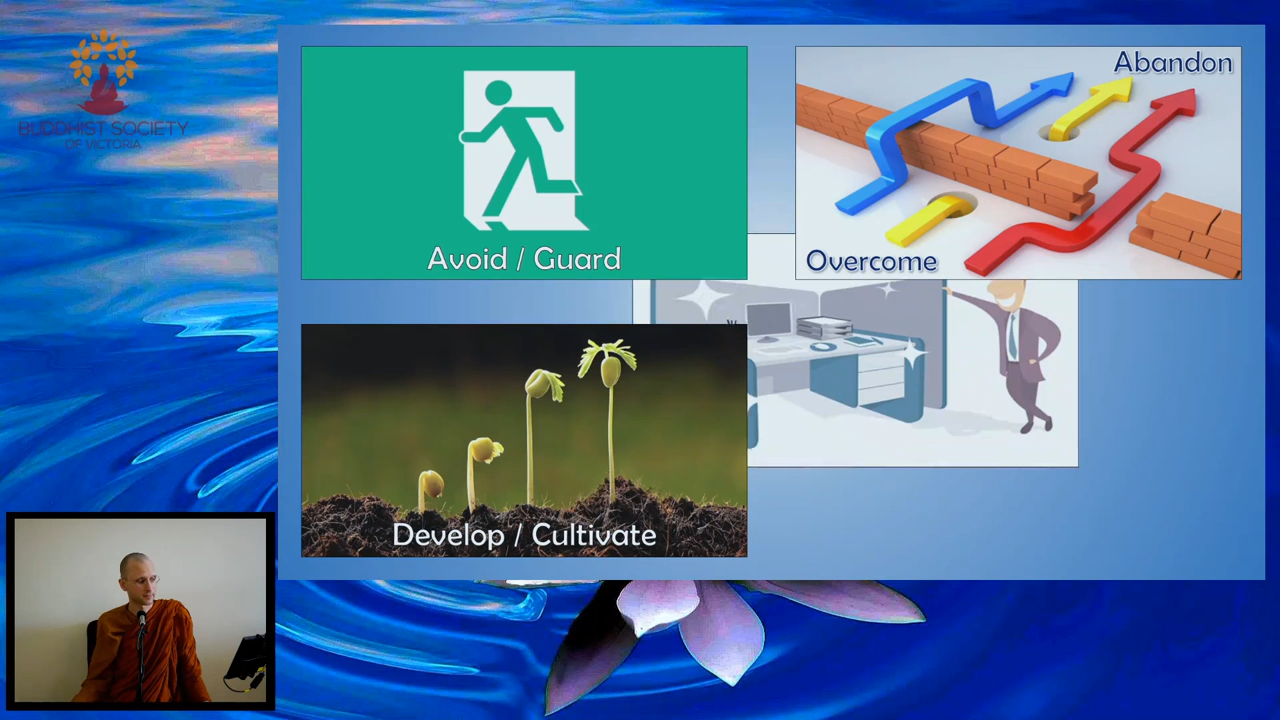 BUDDHIST SOCIETY
OF VICTORIA
Avoid / Guard
Abandon
Overcome
Develop / Cultivate